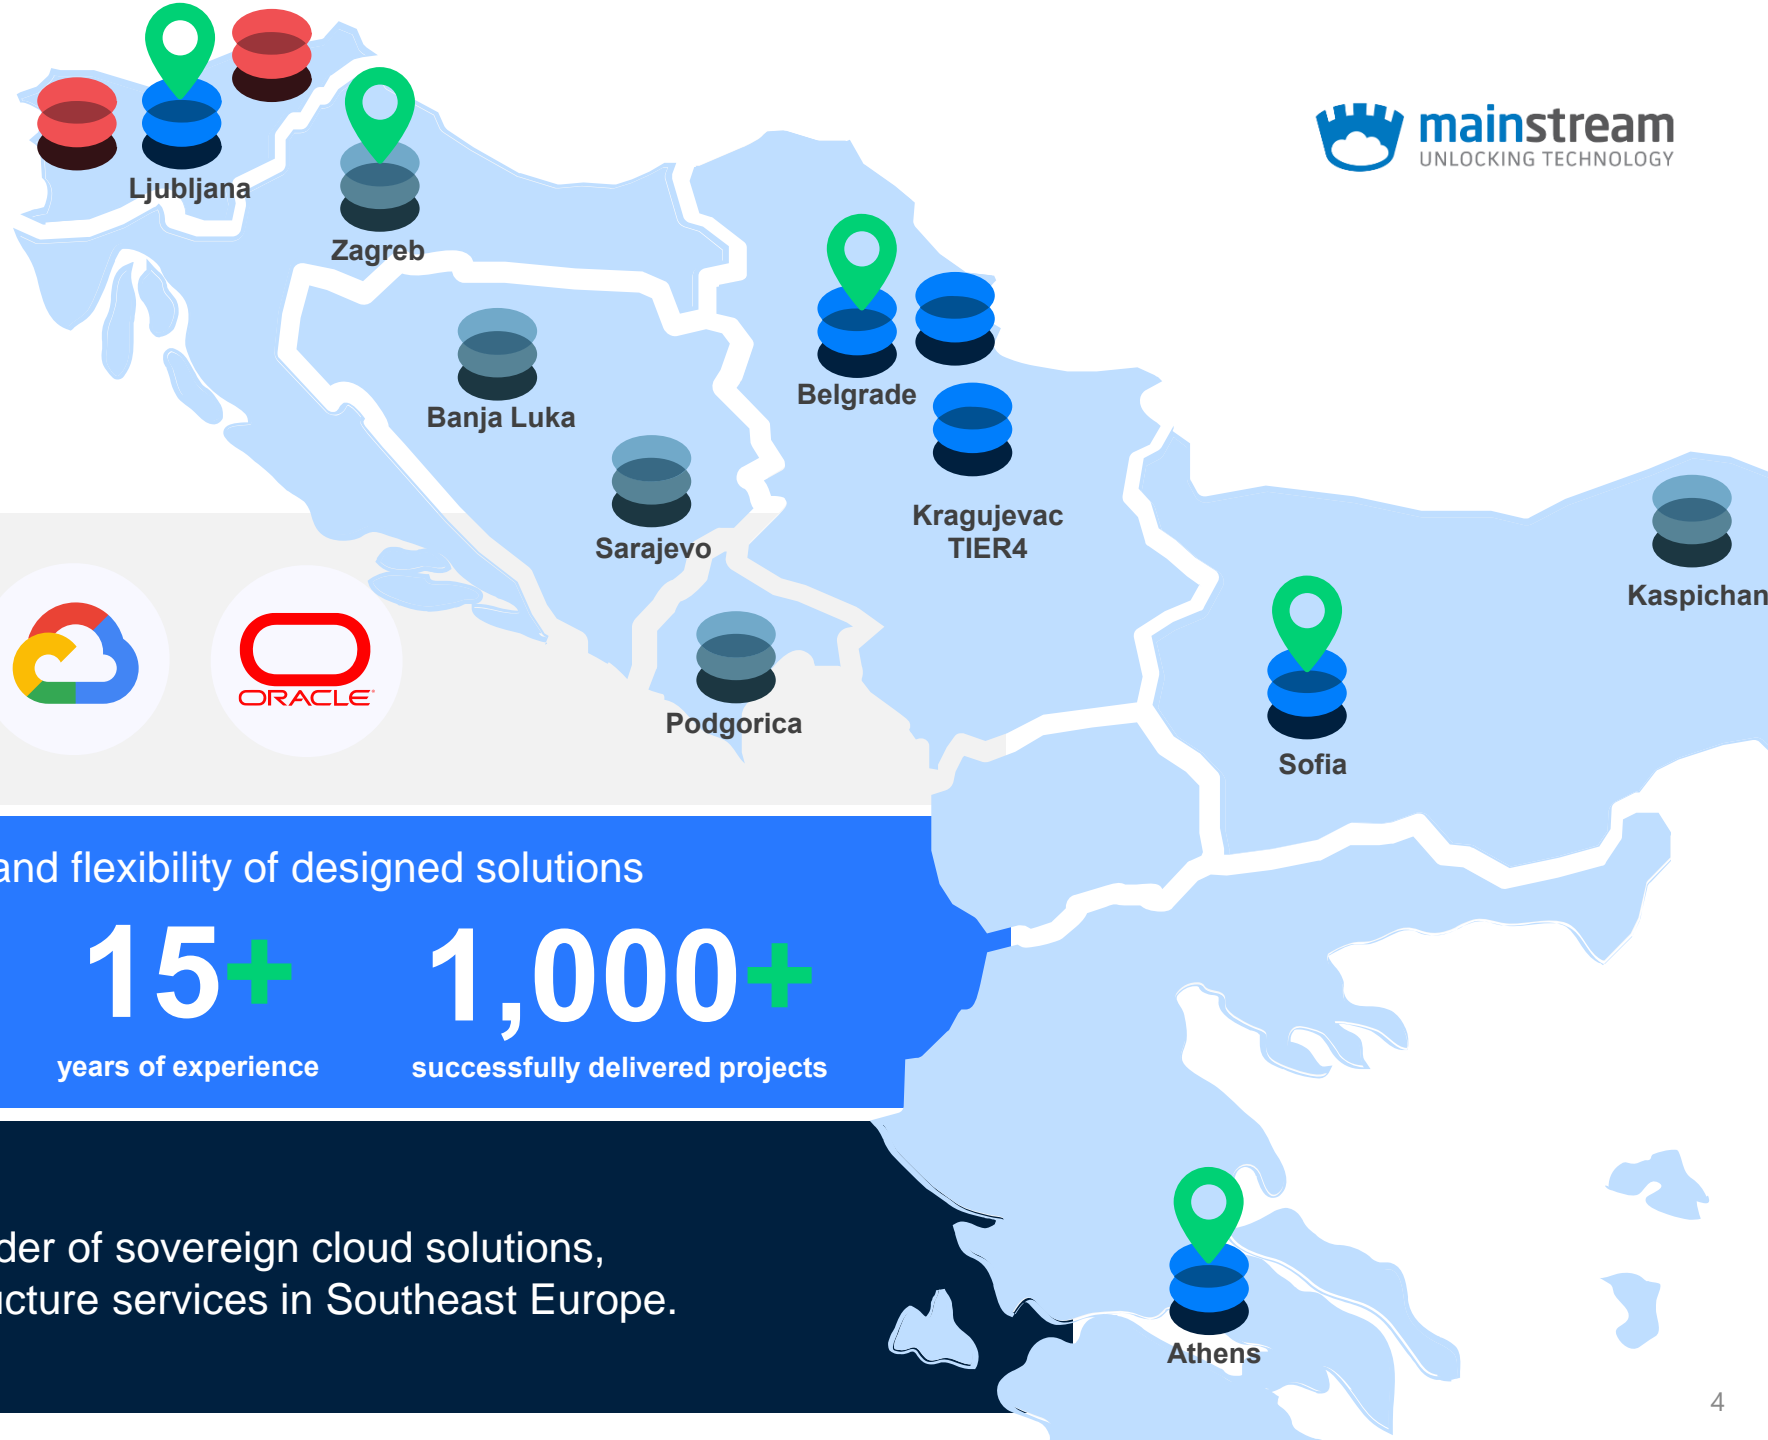 mainstream
UNLOCKING TECHNOLOGY
Ljubljana
Zagreb
Belgrade
Banja Luka
Kragujevac
TIER4
Sarajevo
Kaspichan
ORACLE
Podgorica
Sofia
and flexibility of designed solutions
15+
years of experience
1,000+
successfully delivered projects
der of sovereign cloud solutions,
ucture services in Southeast Europe.
Athens
4